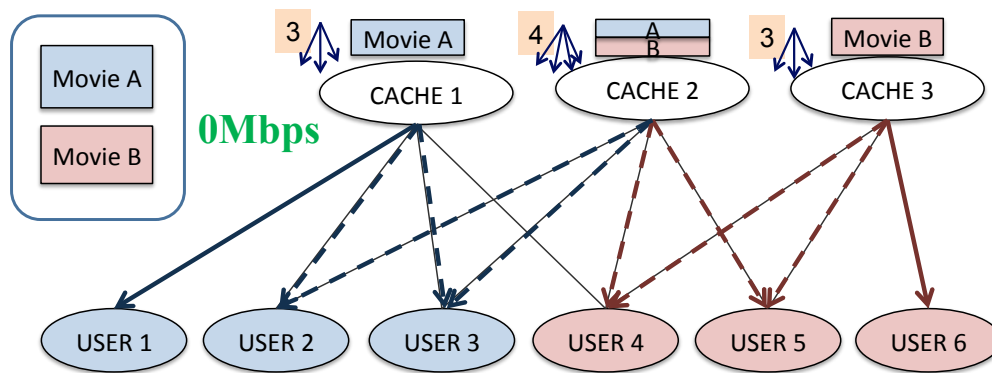 3
Movie A
4
A
B
3
Movie B
Movie A
CACHE 1
CACHE 2
CACHE 3
0Mbps
Movie B
USER 1
USER 2
USER 3
USER 4
USER 5
USER 6